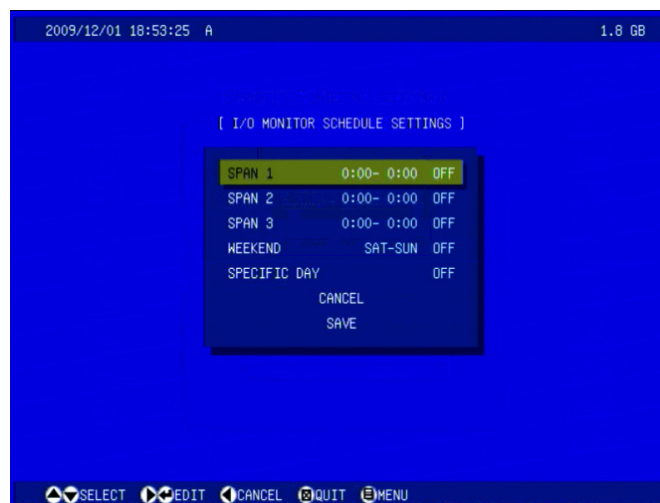 2009/12/01 18:53:25 A 1.8 GB
[ I/O MONITOR SCHEDULE SETTINGS ]
SPAN 1 0:00- 0:00 OFF
SPAN 2 0:00- 0:00 OFF
SPAN 3 0:00- 0:00 OFF
WEEKEND SAT-SUN OFF
SPECIFIC DAY OFF
CANCEL
SAVE
SELECT EDIT CANCEL QUIT MENU